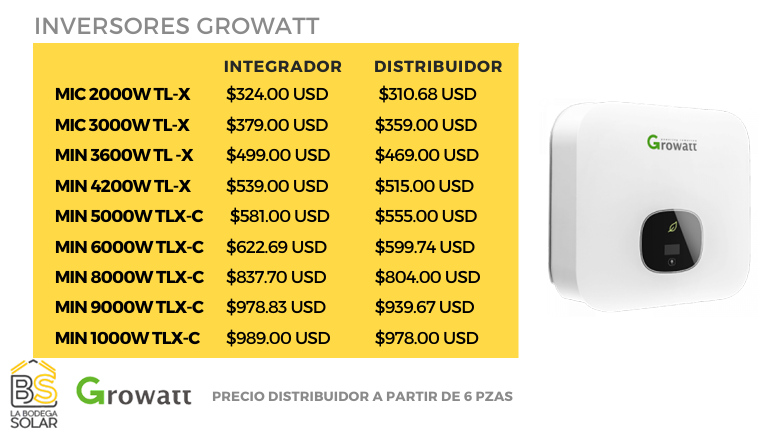 INVERSORES GROWATT
INTEGRADOR DISTRIBUIDOR
MIC 2000W TL-X $324.00 USD $310.68 USD
MIC 3000W TL-X $379.00 USD $359.00 USD
MIN 3600W TL -X $499.00 USD $469.00 USD
MIN 4200W TL-X $539.00 USD $515.00 USD
MIN 5000W TLX-C $581.00 USD $555.00 USD
MIN 6000W TLX-C $622.69 USD $599.74 USD
MIN 8000W TLX-C $837.70 USD $804.00 USD
MIN 9000W TLX-C $978.83 USD $939.67 USD
MIN 1000W TLX-C $989.00 USD $978.00 USD
Growatt
BS
LA BODEGA
SOLAR
Growatt
PRECIO DISTRIBUIDOR A PARTIR DE 6 PZAS